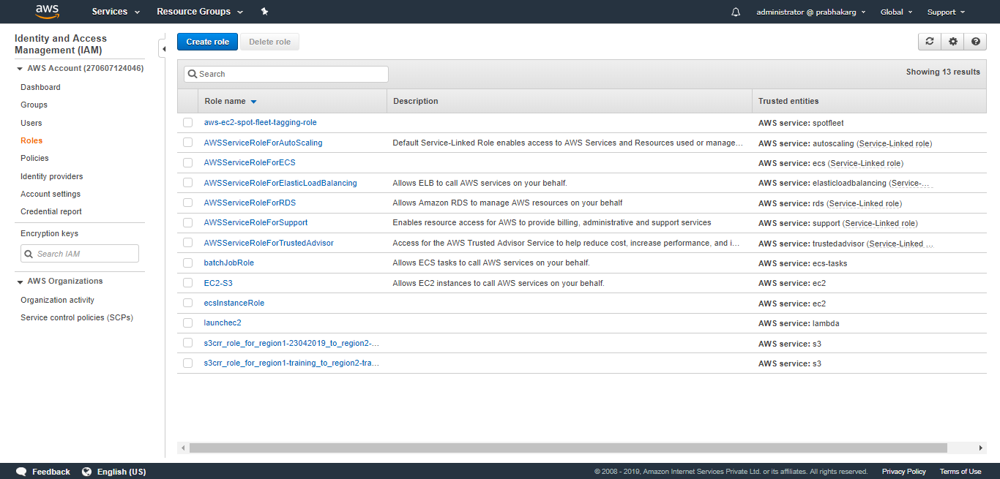 aws Services Resource Groups administrator @ prabhakarg Global Support
Identity and Access
Management (IAM)
AWS Account (270607124046)
Dashboard
Groups
Users
Roles
Policies
Identity providers
Account settings
Credential report
Encryption keys
Search IAM
AWS Organizations
Organization activity
Service control policies (SCPs)
Create role Delete role
Search Showing 13 results
Role name Description Trusted entities
aws-ec2-spot-fleet-tagging-role AWS service: spotfleet
AWSServiceRoleForAutoScaling Default Service-Linked Role enables access to AWS Services and Resources used or manage… AWS service: autoscaling (Service-Linked role)
AWSServiceRoleForECS AWS service: ecs (Service-Linked role)
AWSServiceRoleForElasticLoadBalancing Allows ELB to call AWS services on your behalf. AWS service: elasticloadbalancing (Service-…
AWSServiceRoleForRDS Allows Amazon RDS to manage AWS resources on your behalf AWS service: rds (Service-Linked role)
AWSServiceRoleForSupport Enables resource access for AWS to provide billing, administrative and support services AWS service: support (Service-Linked role)
AWSServiceRoleForTrustedAdvisor Access for the AWS Trusted Advisor Service to help reduce cost, increase performance, and i… AWS service: trustedadvisor (Service-Linked …
batchJobRole Allows ECS tasks to call AWS services on your behalf. AWS service: ecs-tasks
EC2-S3 Allows EC2 instances to call AWS services on your behalf. AWS service: ec2
ecsInstanceRole AWS service: ec2
launchec2 AWS service: lambda
s3crr_role_for_region1-23042019_to_region2-… AWS service: s3
s3crr_role_for_region1-training_to_region2-tra… AWS service: s3
Feedback English (US) © 2008 - 2019, Amazon Internet Services Private Ltd. or its affiliates. All rights reserved. Privacy Policy Terms of Use